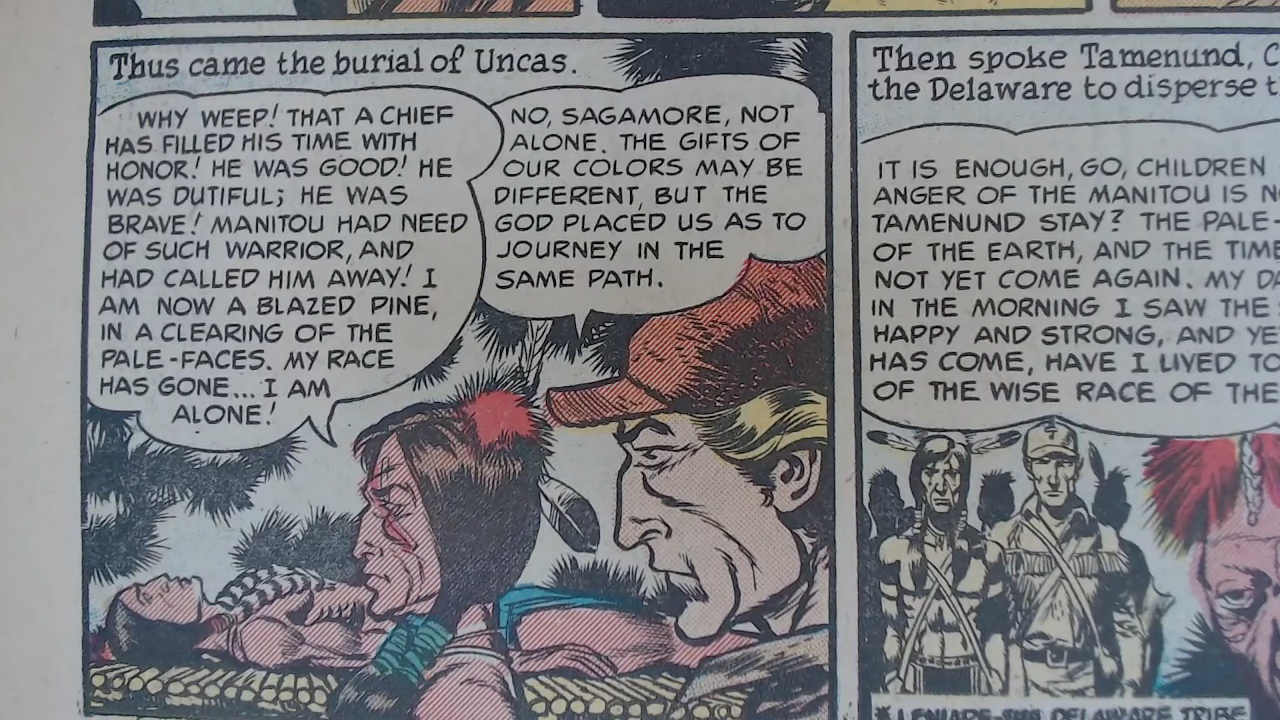 Thus came the burial of Uncas.
WHY WEEP! THAT A CHIEF
HAS FILLED HIS TIME WITH
HONOR! HE WAS GOOD! HE
WAS DUTIFUL; HE WAS
BRAVE! MANITOU HAD NEED
OF SUCH WARRIOR, AND
HAD CALLED HIM AWAY! I
AM NOW A BLAZED PINE,
IN A CLEARING OF THE
PALE-FACES. MY RACE
HAS GONE... I AM
ALONE!
NO, SAGAMORE, NOT
ALONE. THE GIFTS OF
OUR COLORS MAY BE
DIFFERENT, BUT THE
GOD PLACED US AS TO
JOURNEY IN THE
SAME PATH.
Then spoke Tamenund, C
the Delaware to disperse t
IT IS ENOUGH, GO, CHILDREN
ANGER OF THE MANITOU IS N
TAMENUND STAY? THE PALE-
OF THE EARTH, AND THE TIME
NOT YET COME AGAIN. MY DA
IN THE MORNING I SAW THE
HAPPY AND STRONG, AND YE
HAS COME, HAVE I LIVED TO
OF THE WISE RACE OF THE
DELAWARE TRIBE